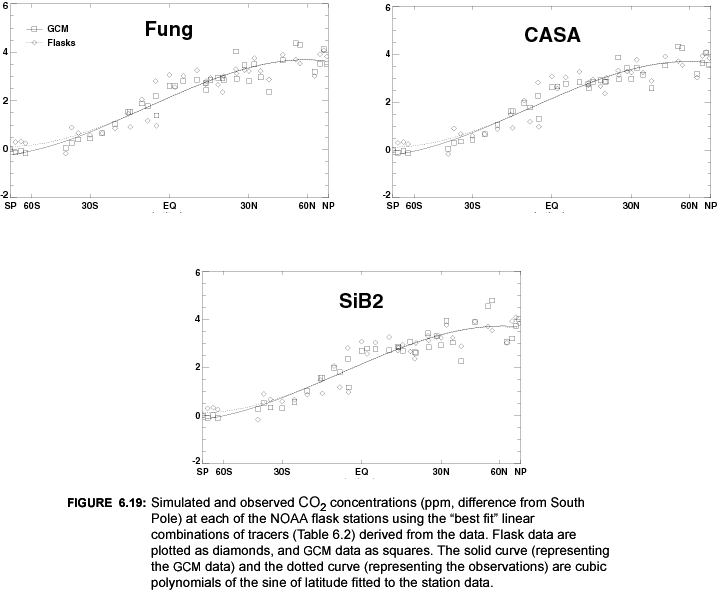 Fung
GCM
Flasks
6
4
2
0
-2
SP 60S 30S EQ 30N 60N NP
CASA
6
4
2
0
-2
SP 60S 30S EQ 30N 60N NP
SiB2
6
4
2
0
-2
SP 60S 30S EQ 30N 60N NP
FIGURE 6.19: Simulated and observed CO2 concentrations (ppm, difference from South
Pole) at each of the NOAA flask stations using the “best fit” linear
combinations of tracers (Table 6.2) derived from the data. Flask data are
plotted as diamonds, and GCM data as squares. The solid curve (representing
the GCM data) and the dotted curve (representing the observations) are cubic
polynomials of the sine of latitude fitted to the station data.